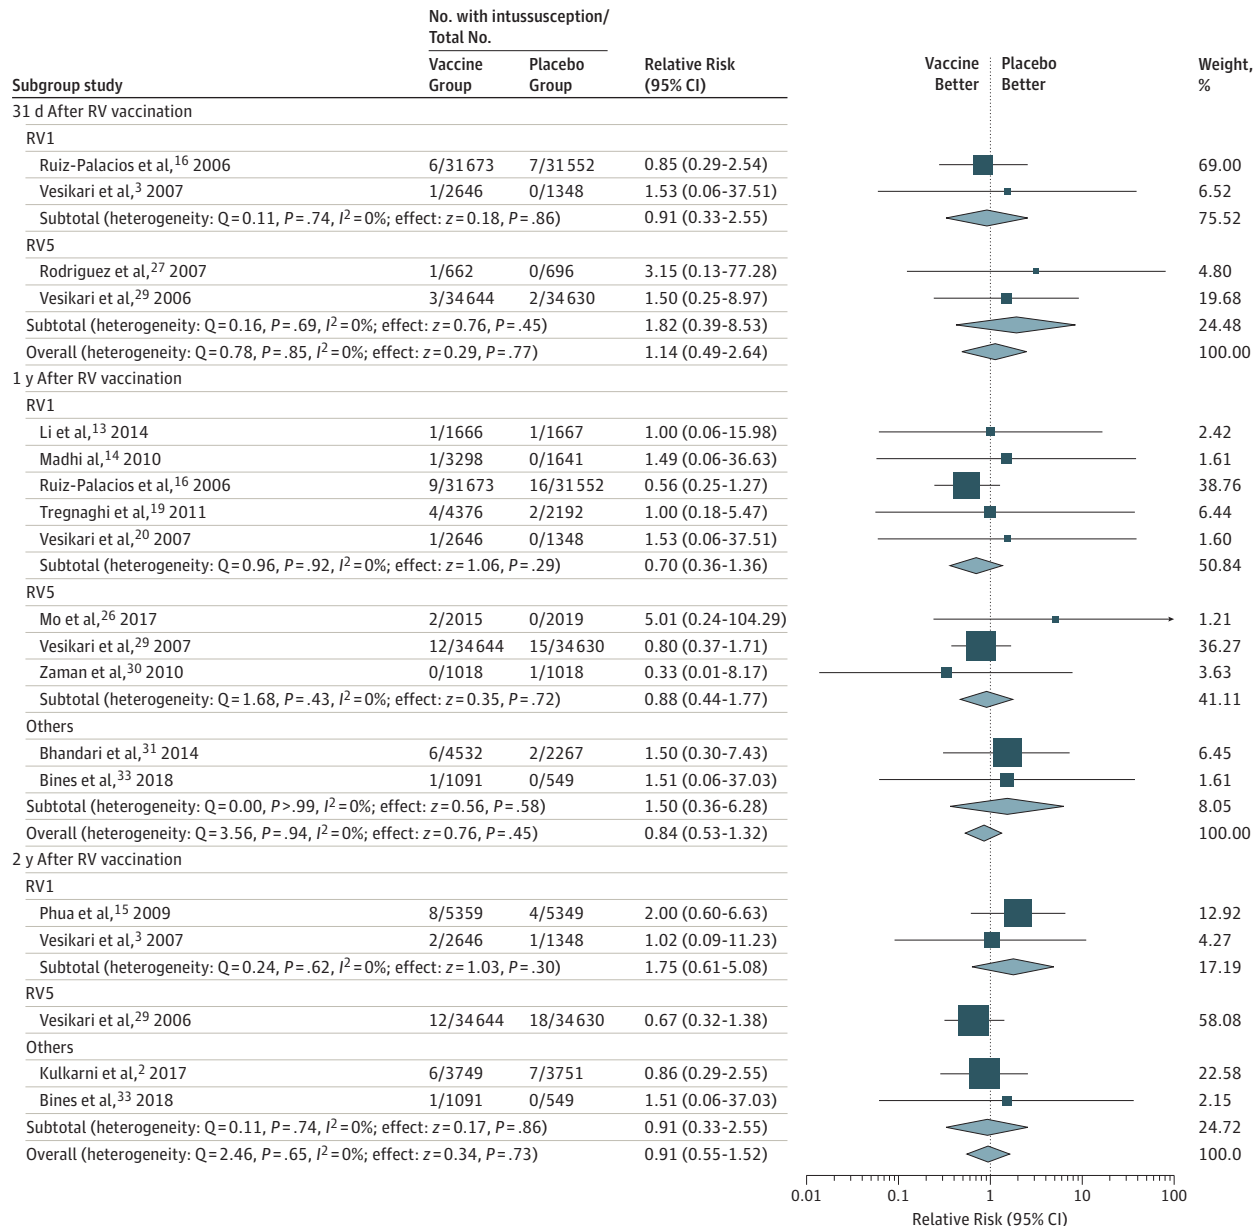 No. with intussusception/
Total No.
Subgroup study Vaccine Group Placebo Group Relative Risk (95% CI) Vaccine Better Placebo Better Weight, %
31 d After RV vaccination
RV1
Ruiz-Palacios et al,16 2006 6/31 673 7/31 552 0.85 (0.29-2.54) 69.00
Vesikari et al,3 2007 1/2646 0/1348 1.53 (0.06-37.51) 6.52
Subtotal (heterogeneity: Q = 0.11, P = .74, I2 = 0%; effect: z = 0.18, P = .86) 0.91 (0.33-2.55) 75.52
RV5
Rodriguez et al,27 2007 1/662 0/696 3.15 (0.13-77.28) 4.80
Vesikari et al,29 2006 3/34 644 2/34 630 1.50 (0.25-8.97) 19.68
Subtotal (heterogeneity: Q = 0.16, P = .69, I2 = 0%; effect: z = 0.76, P = .45) 1.82 (0.39-8.53) 24.48
Overall (heterogeneity: Q = 0.78, P = .85, I2 = 0%; effect: z = 0.29, P = .77) 1.14 (0.49-2.64) 100.00
1 y After RV vaccination
RV1
Li et al,13 2014 1/1666 1/1667 1.00 (0.06-15.98) 2.42
Madhi al,14 2010 1/3298 0/1641 1.49 (0.06-36.63) 1.61
Ruiz-Palacios et al,16 2006 9/31 673 16/31 552 0.56 (0.25-1.27) 38.76
Tregnaghi et al,19 2011 4/4376 2/2192 1.00 (0.18-5.47) 6.44
Vesikari et al,20 2007 1/2646 0/1348 1.53 (0.06-37.51) 1.60
Subtotal (heterogeneity: Q = 0.96, P = .92, I2 = 0%; effect: z = 1.06, P = .29) 0.70 (0.36-1.36) 50.84
RV5
Mo et al,26 2017 2/2015 0/2019 5.01 (0.24-104.29) 1.21
Vesikari et al,29 2007 12/34 644 15/34 630 0.80 (0.37-1.71) 36.27
Zaman et al,30 2010 0/1018 1/1018 0.33 (0.01-8.17) 3.63
Subtotal (heterogeneity: Q = 1.68, P = .43, I2 = 0%; effect: z = 0.35, P = .72) 0.88 (0.44-1.77) 41.11
Others
Bhandari et al,31 2014 6/4532 2/2267 1.50 (0.30-7.43) 6.45
Bines et al,33 2018 1/1091 0/549 1.51 (0.06-37.03) 1.61
Subtotal (heterogeneity: Q = 0.00, P >.99, I2 = 0%; effect: z = 0.56, P = .58) 1.50 (0.36-6.28) 8.05
Overall (heterogeneity: Q = 3.56, P = .94, I2 = 0%; effect: z = 0.76, P = .45) 0.84 (0.53-1.32) 100.00
2 y After RV vaccination
RV1
Phua et al,15 2009 8/5359 4/5349 2.00 (0.60-6.63) 12.92
Vesikari et al,3 2007 2/2646 1/1348 1.02 (0.09-11.23) 4.27
Subtotal (heterogeneity: Q = 0.24, P = .62, I2 = 0%; effect: z = 1.03, P = .30) 1.75 (0.61-5.08) 17.19
RV5
Vesikari et al,29 2006 12/34 644 18/34 630 0.67 (0.32-1.38) 58.08
Others
Kulkarni et al,2 2017 6/3749 7/3751 0.86 (0.29-2.55) 22.58
Bines et al,33 2018 1/1091 0/549 1.51 (0.06-37.03) 2.15
Subtotal (heterogeneity: Q = 0.11, P = .74, I2 = 0%; effect: z = 0.17, P = .86) 0.91 (0.33-2.55) 24.72
Overall (heterogeneity: Q = 2.46, P = .65, I2 = 0%; effect: z = 0.34, P = .73) 0.91 (0.55-1.52) 100.0
0.01 0.1 1 10 100
Relative Risk (95% CI)